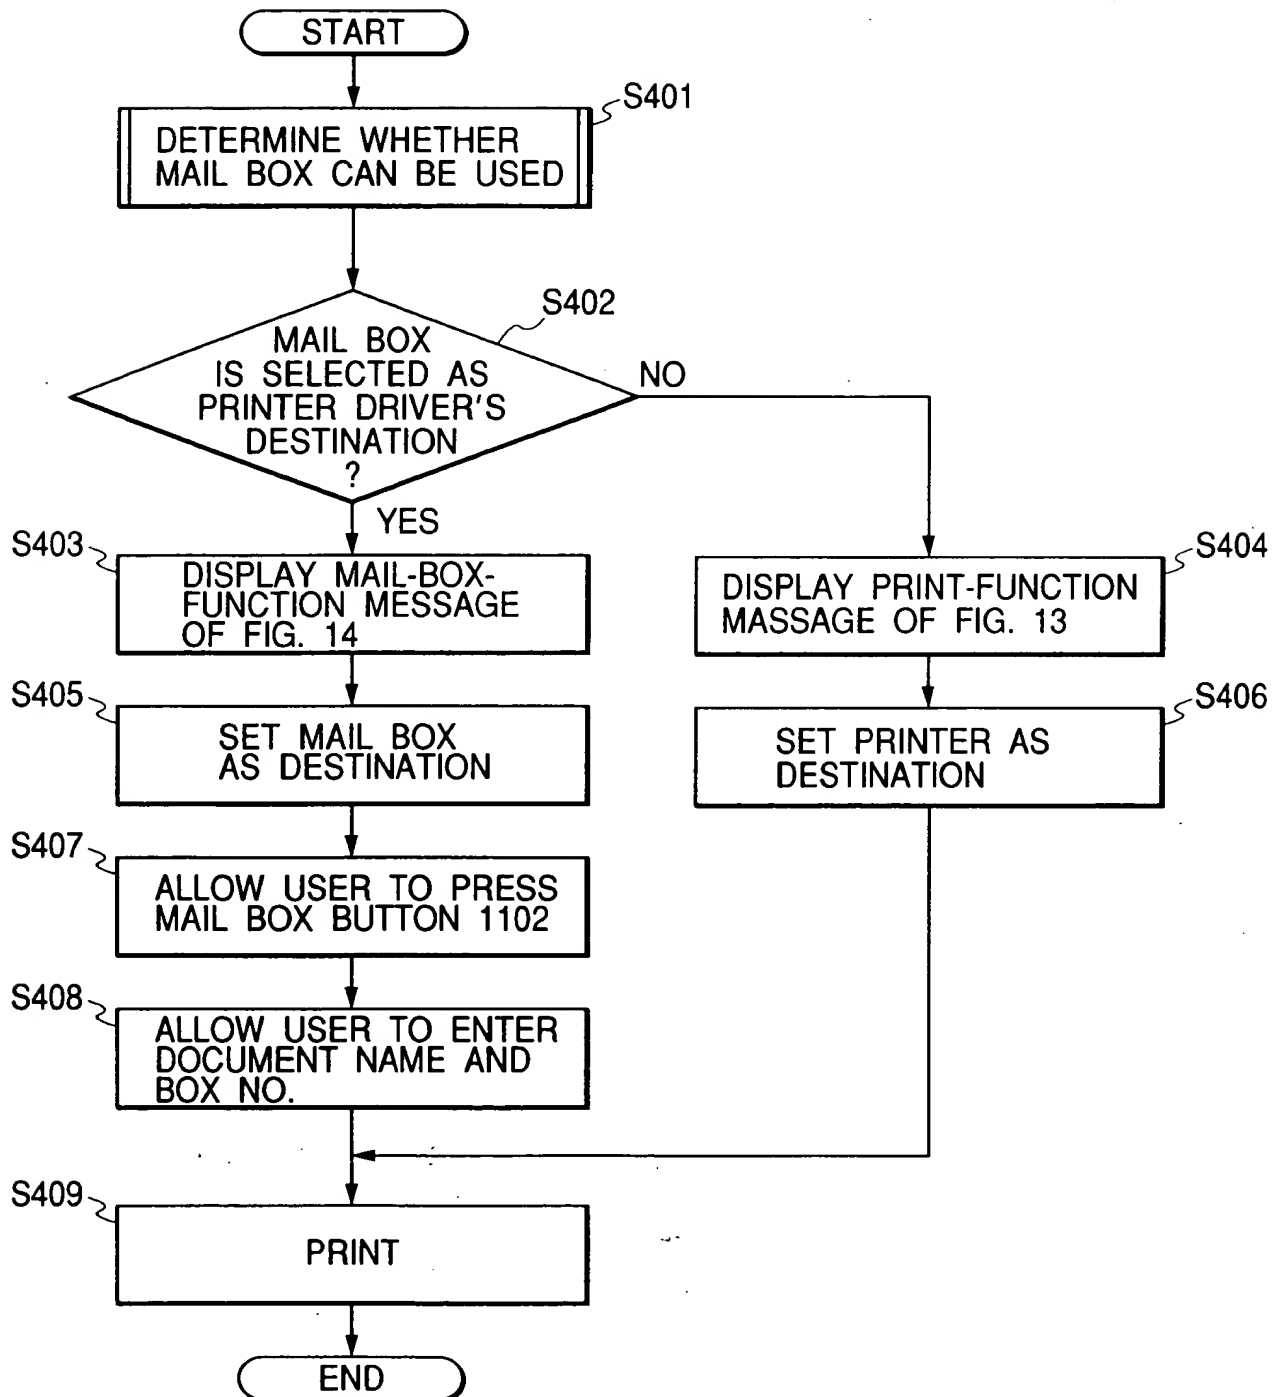 START
S401
DETERMINE WHETHER
MAIL BOX CAN BE USED
S402
MAIL BOX
IS SELECTED AS
PRINTER DRIVER'S
DESTINATION
?
NO
YES
S403
DISPLAY MAIL-BOX-
FUNCTION MESSAGE
OF FIG. 14
S404
DISPLAY PRINT-FUNCTION
MASSAGE OF FIG. 13
S405
SET MAIL BOX
AS DESTINATION
S406
SET PRINTER AS
DESTINATION
S407
ALLOW USER TO PRESS
MAIL BOX BUTTON 1102
S408
ALLOW USER TO ENTER
DOCUMENT NAME AND
BOX NO.
S409
PRINT
END